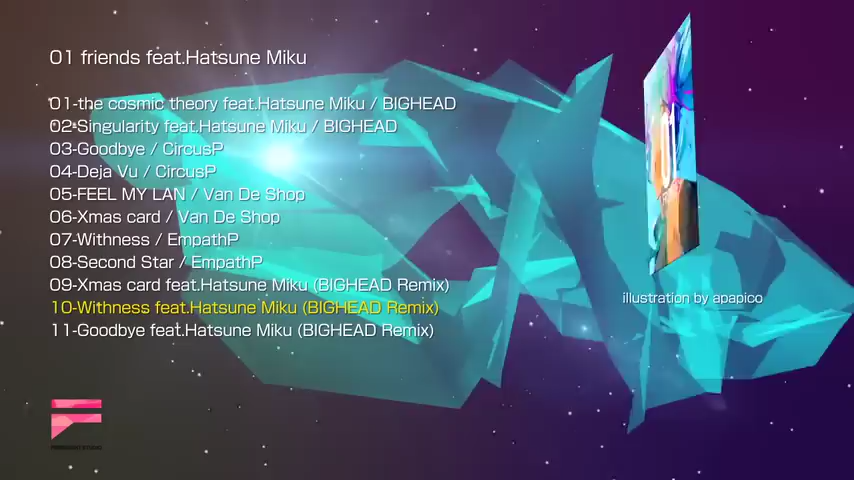 01 friends feat.Hatsune Miku
01-the cosmic theory feat.Hatsune Miku / BIGHEAD
02-Singularity feat.Hatsune Miku / BIGHEAD
03-Goodbye / CircusP
04-Deja Vu / CircusP
05-FEEL MY LAN / Van De Shop
06-Xmas card / Van De Shop
07-Withness / EmpathP
08-Second Star / EmpathP
09-Xmas card feat.Hatsune Miku (BIGHEAD Remix)
10-Withness feat.Hatsune Miku (BIGHEAD Remix)
11-Goodbye feat.Hatsune Miku (BIGHEAD Remix)
illustration by apapico